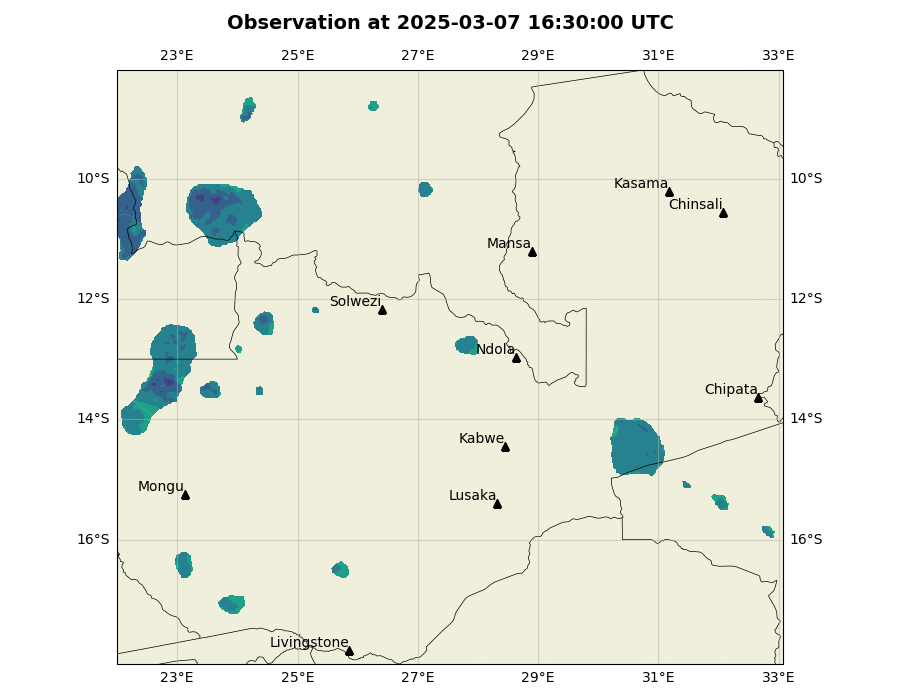 Observation at 2025-03-07 16:30:00 UTC
23°E 25°E 27°E 29°E 31°E 33°E
10°S 10°S
Kasama
Chinsali
Mansa
12°S 12°S
Solwezi
Ndola
Chipata
14°S 14°S
Kabwe
Mongu
Lusaka
16°S 16°S
Livingstone
23°E 25°E 27°E 29°E 31°E 33°E